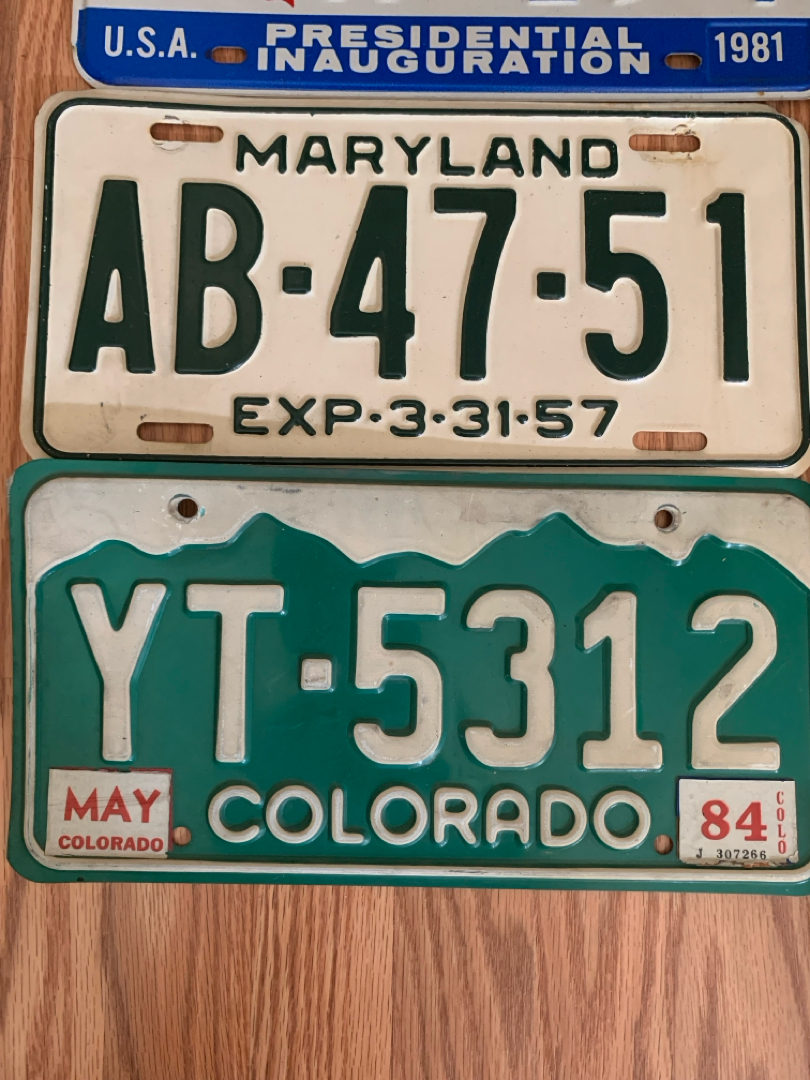 U.S.A. PRESIDENTIAL INAUGURATION 1981
MARYLAND
AB·47·51
EXP·3·31·57
YT·5312
MAY
COLORADO
COLORADO
84
COLO
J 307266